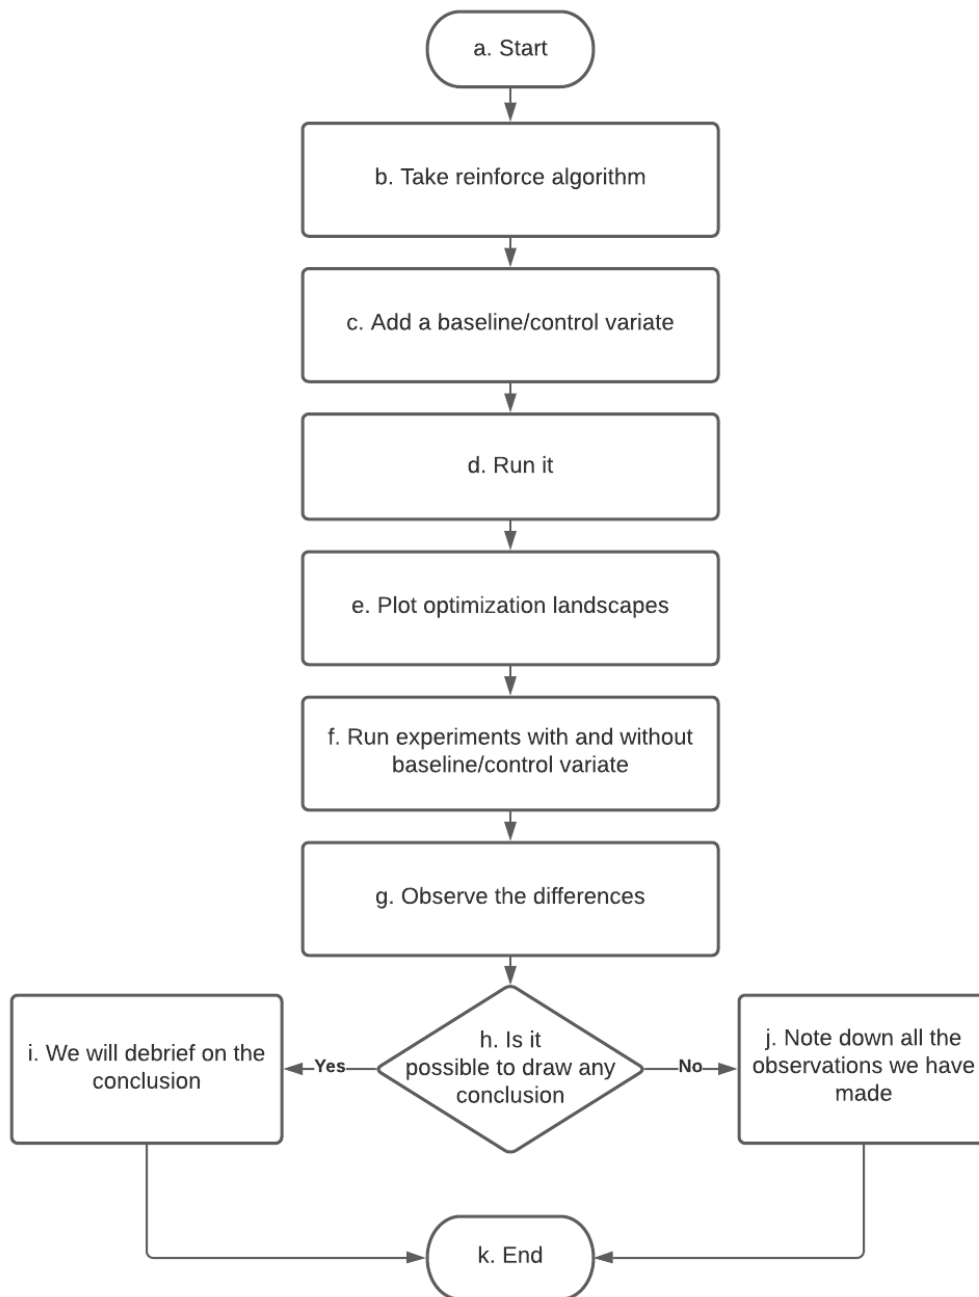 a. Start
b. Take reinforce algorithm
c. Add a baseline/control variate
d. Run it
e. Plot optimization landscapes
f. Run experiments with and without
baseline/control variate
g. Observe the differences
h. Is it
possible to draw any
conclusion
Yes
No
i. We will debrief on the
conclusion
j. Note down all the
observations we have
made
k. End